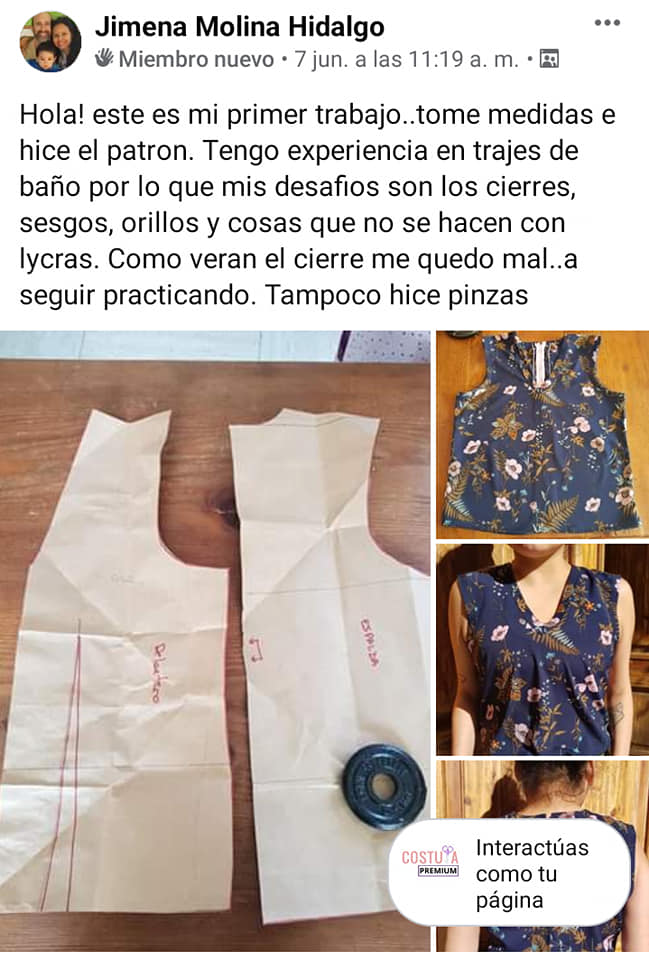 Jimena Molina Hidalgo
Miembro nuevo • 7 jun. a las 11:19 a. m. •
Hola! este es mi primer trabajo..tome medidas e
hice el patron. Tengo experiencia en trajes de
baño por lo que mis desafios son los cierres,
sesgos, orillos y cosas que no se hacen con
lycras. Como veran el cierre me quedo mal..a
seguir practicando. Tampoco hice pinzas
Delantero
ESPALDA
COSTURA
PREMIUM
Interactúas
como tu
página